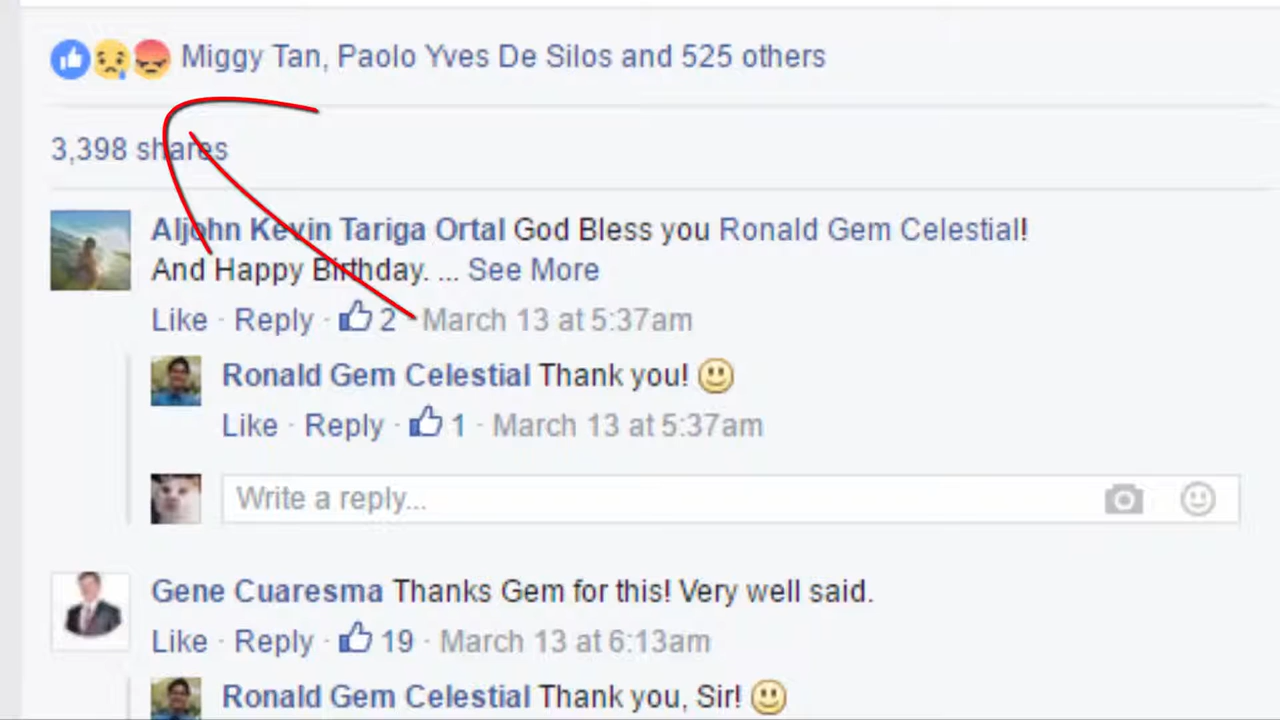 Miggy Tan, Paolo Yves De Silos and 525 others
3,398 shares
Aljohn Kevin Tariga Ortal God Bless you Ronald Gem Celestial!
And Happy Birthday. ... See More
Like · Reply · 2 · March 13 at 5:37am
Ronald Gem Celestial Thank you!
Like · Reply · 1 · March 13 at 5:37am
Write a reply...
Gene Cuaresma Thanks Gem for this! Very well said.
Like · Reply · 19 · March 13 at 6:13am
Ronald Gem Celestial Thank you, Sir!